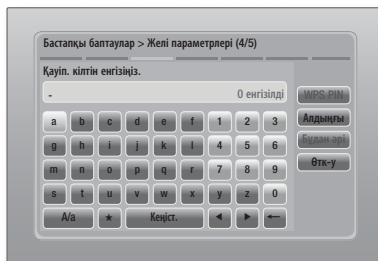 Бастапқы баптаулар > Желі параметрлері (4/5)
Қауіп. кілтін енгізіңіз.
- 0 енгізілді
WPS PIN
a b c d e f 1 2 3 Алдыңғы
g h i j k l 4 5 6 Бұдан әрі
m n o p q r 7 8 9 Өтк-у
s t u v w x y z 0
A/a ★ Кеңіст. ◀ ▶ ←